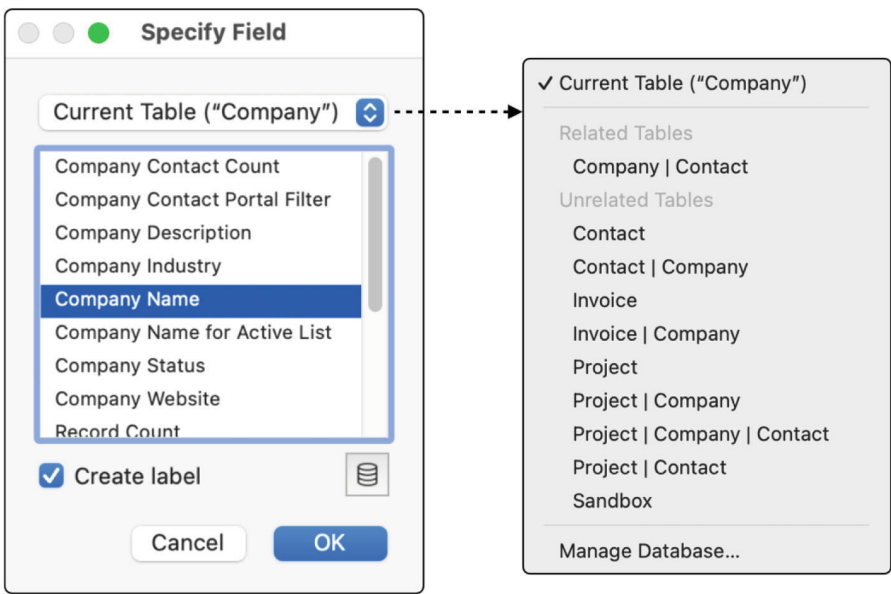 Specify Field
Current Table (“Company”)
Company Contact Count
Company Contact Portal Filter
Company Description
Company Industry
Company Name
Company Name for Active List
Company Status
Company Website
Record Count
Create label
Cancel
OK
✓ Current Table (“Company”)
Related Tables
Company | Contact
Unrelated Tables
Contact
Contact | Company
Invoice
Invoice | Company
Project
Project | Company
Project | Company | Contact
Project | Contact
Sandbox
Manage Database...